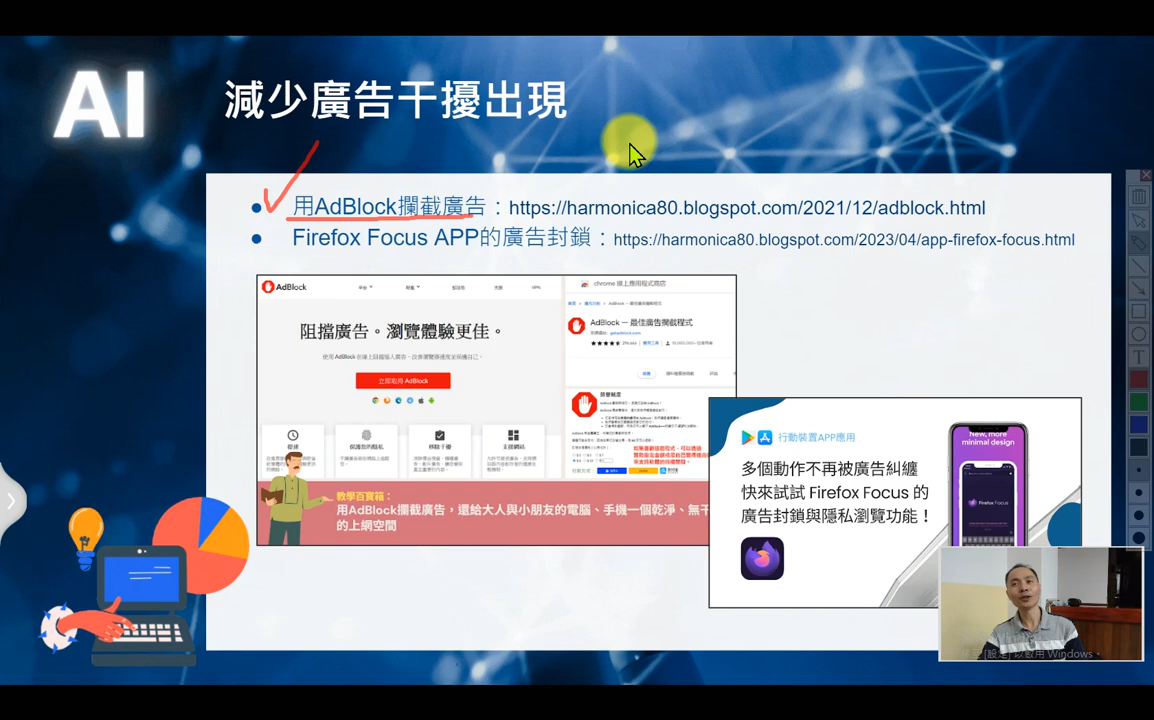 AI
減少廣告干擾出現
用AdBlock攔截廣告：https://harmonica80.blogspot.com/2021/12/adblock.html
Firefox Focus APP的廣告封鎖：https://harmonica80.blogspot.com/2023/04/app-firefox-focus.html
AdBlock
VPN
阻擋廣告。瀏覽體驗更佳。
立即取得 AdBlock
chrome 線上應用程式商店
AdBlock — 最佳廣告攔截程式
教學百寶箱：
用AdBlock攔截廣告，還給大人與小朋友的電腦、手機一個乾淨、無干
的上網空間
行動裝置APP應用
多個動作不再被廣告糾纏
快來試試 Firefox Focus 的
廣告封鎖與隱私瀏覽功能！
New, more
minimal design
Firefox Focus
[設定] 以啟用 Windows。
T